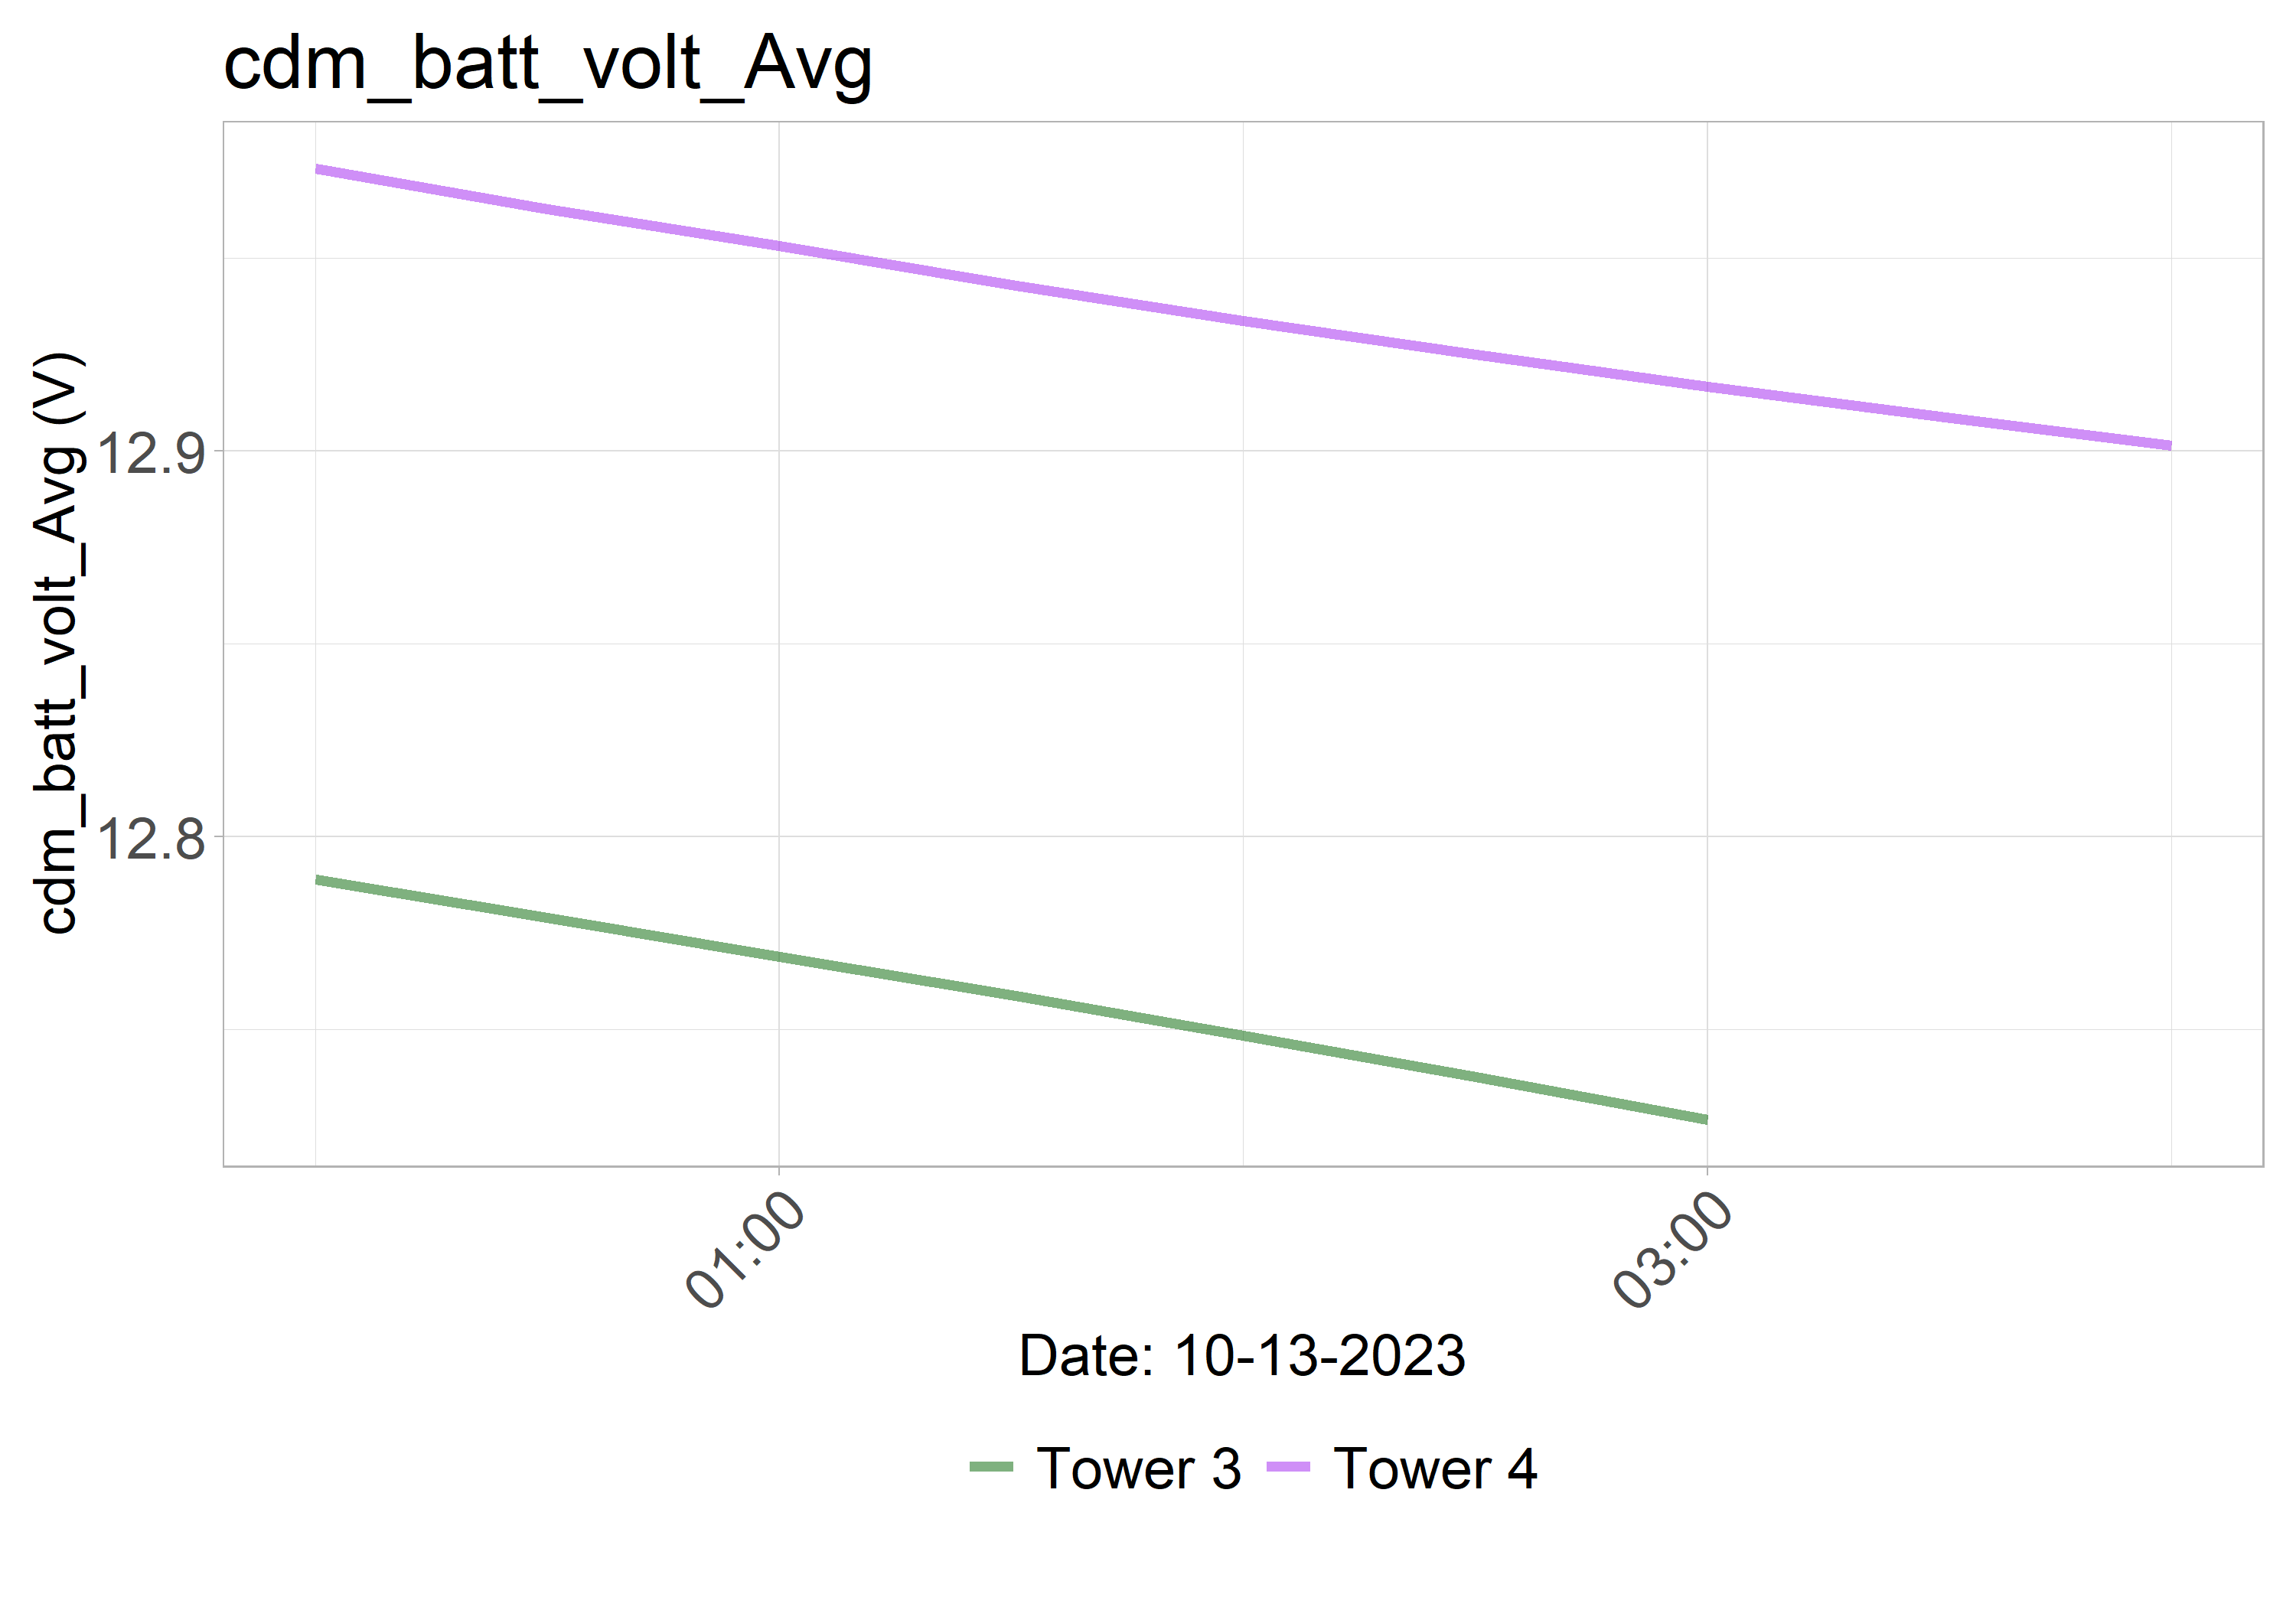 cdm_batt_volt_Avg
cdm_batt_volt_Avg (V)
12.9
12.8
01:00
03:00
Date: 10-13-2023
Tower 3
Tower 4